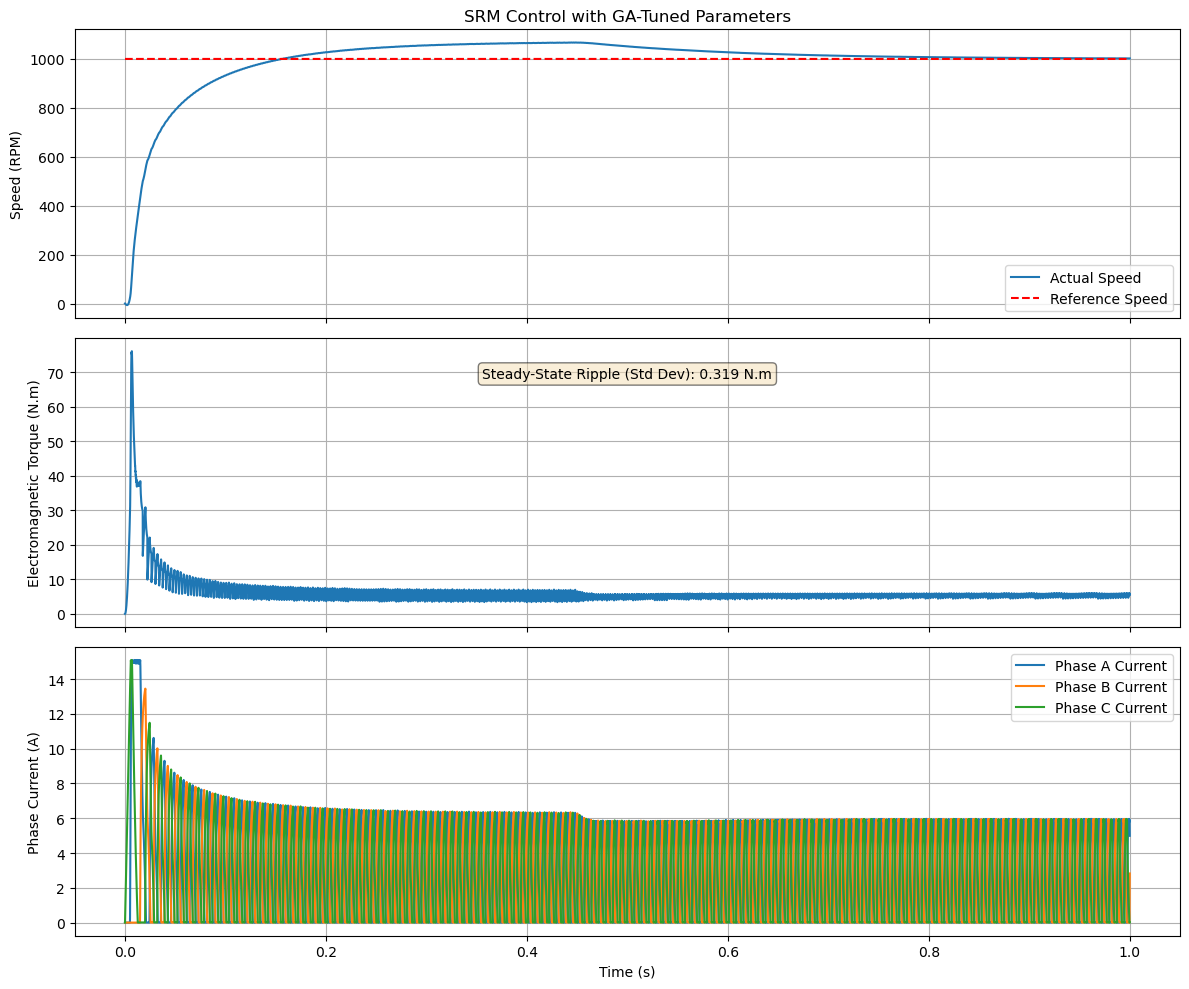 SRM Control with GA-Tuned Parameters
Speed (RPM)
1000
800
600
400
200
0
Actual Speed
Reference Speed
Electromagnetic Torque (N.m)
70
60
50
40
30
20
10
0
Steady-State Ripple (Std Dev): 0.319 N.m
Phase Current (A)
14
12
10
8
6
4
2
0
Phase A Current
Phase B Current
Phase C Current
0.0 0.2 0.4 0.6 0.8 1.0
Time (s)